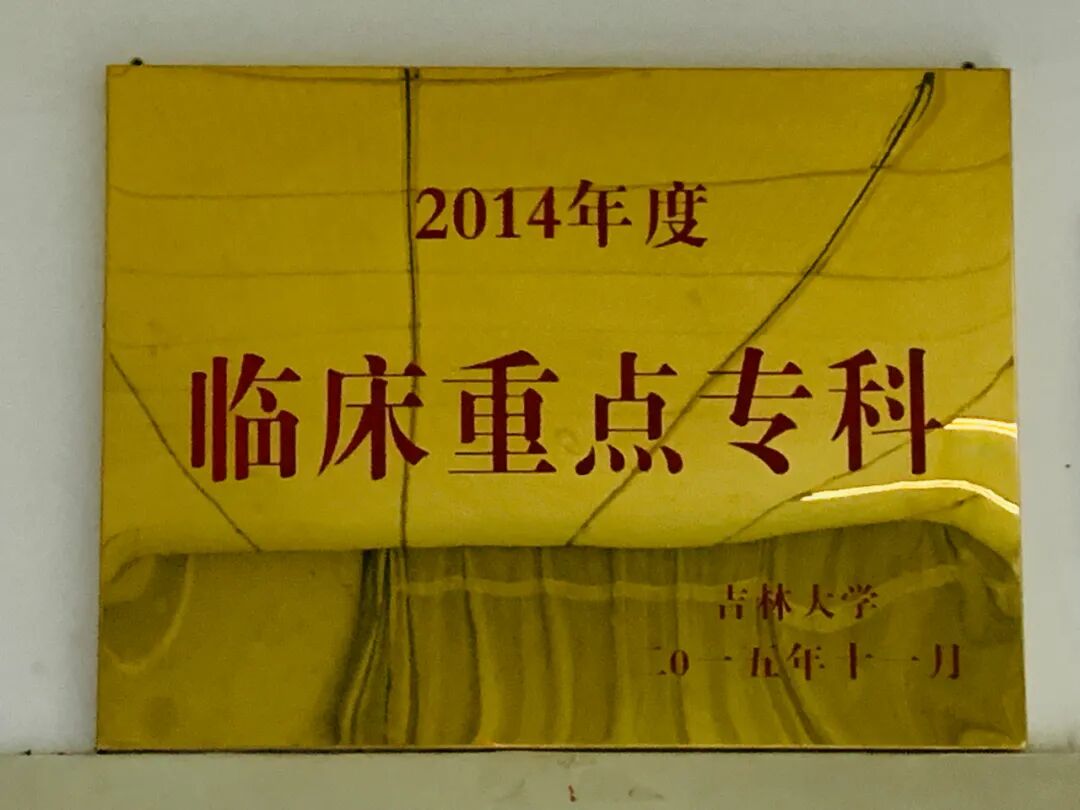 2014年度
临床重点专科
吉林大学
二0一五年十一月